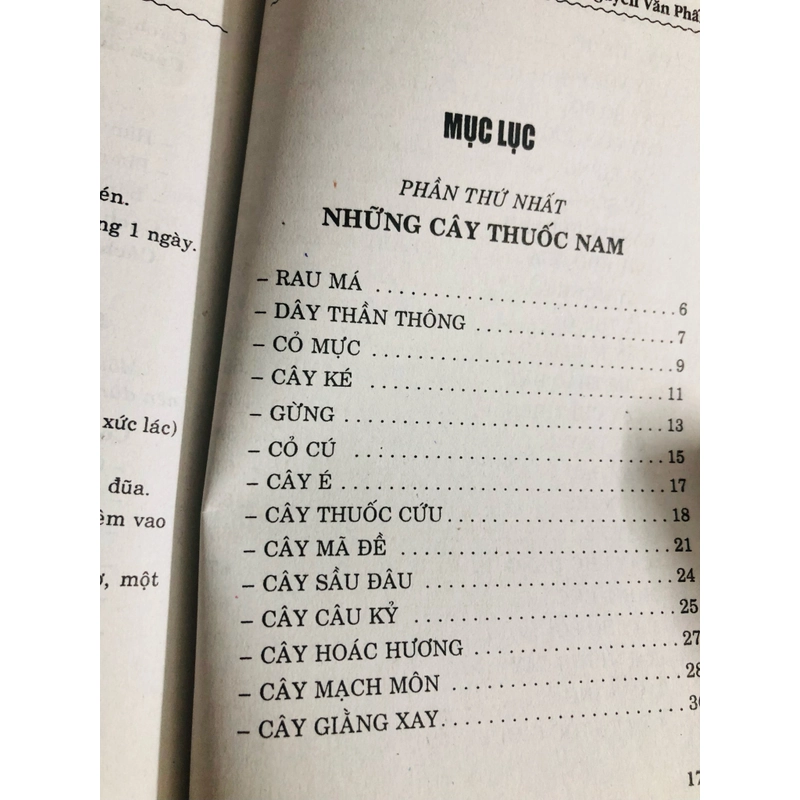 én.
ng 1 ngày.
xức lác)
đũa.
êm vao
một
Văn Phấ
MỤC LỤC
PHẦN THỨ NHẤT
NHỮNG CÂY THUỐC NAM
– RAU MÁ 6
– DÂY THẦN THÔNG 7
– CỎ MỰC 9
– CÂY KÉ 11
– GỪNG 13
– CỎ CÚ 15
– CÂY É 17
– CÂY THUỐC CỨU 18
– CÂY MÃ ĐỀ 21
– CÂY SẦU ĐÂU 24
– CÂY CÂU KỶ 25
– CÂY HOÁC HƯƠNG 27
– CÂY MẠCH MÔN 28
– CÂY GIẰNG XAY 30
17